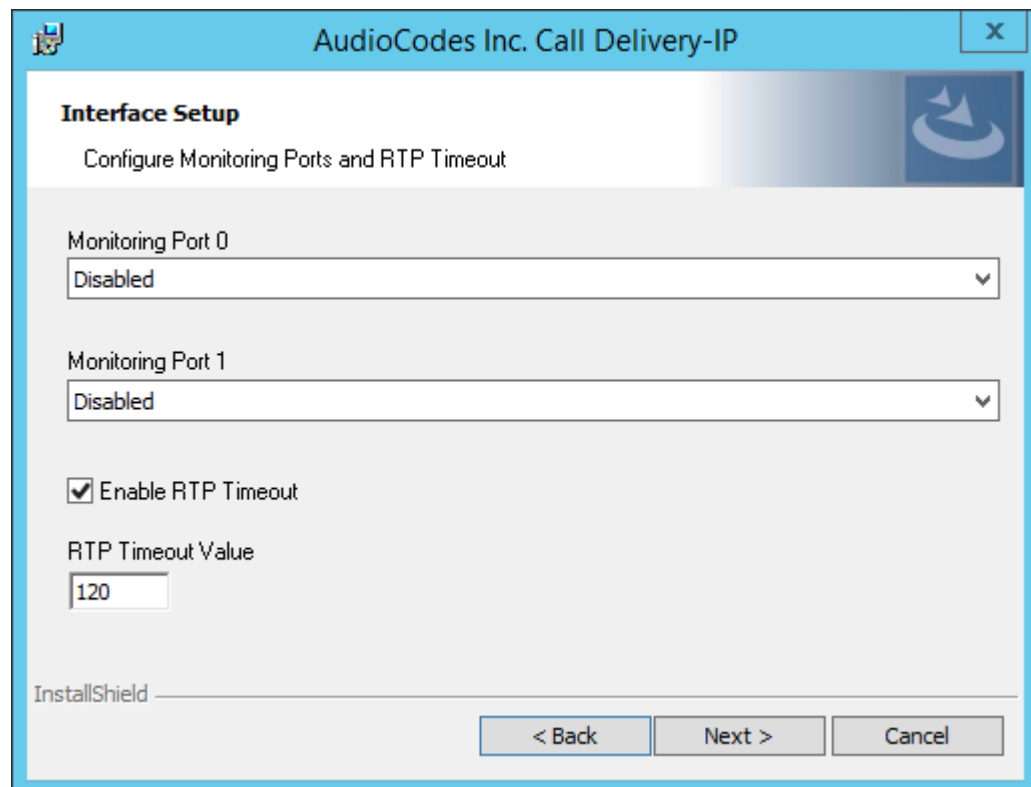 AudioCodes Inc. Call Delivery-IP
x
Interface Setup
Configure Monitoring Ports and RTP Timeout
Monitoring Port 0
Disabled
Monitoring Port 1
Disabled
Enable RTP Timeout
RTP Timeout Value
120
InstallShield
< Back Next > Cancel